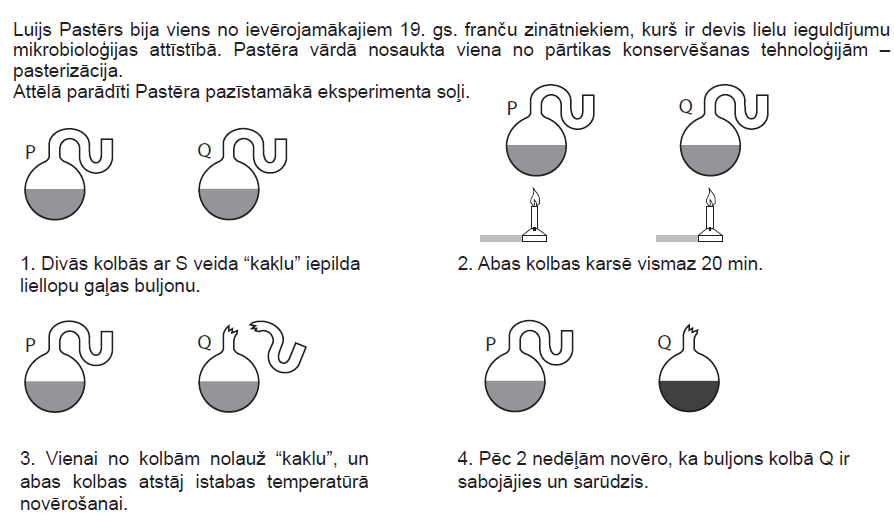 Luijs Pastērs bija viens no ievērojamākajiem 19. gs. franču zinātniekiem, kurš ir devis lielu ieguldījumu
mikrobioloģijas attīstībā. Pastēra vārdā nosaukta viena no pārtikas konservēšanas tehnoloģijām –
pasterizācija.
Attēlā parādīti Pastēra pazīstamākā eksperimenta soļi.
P
Q
P
Q
1. Divās kolbās ar S veida “kaklu” iepilda
liellopu gaļas buljonu.
2. Abas kolbas karsē vismaz 20 min.
P
Q
P
Q
3. Vienai no kolbām nolauž “kaklu”, un
abas kolbas atstāj istabas temperatūrā
novērošanai.
4. Pēc 2 nedēļām novēro, ka buljons kolbā Q ir
sabojājies un sarūdzis.